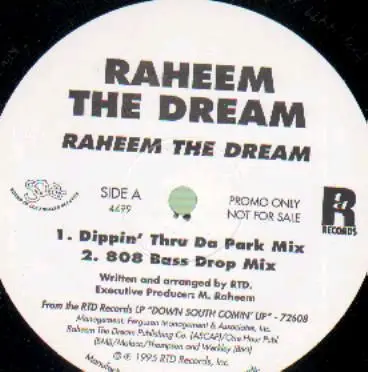 RAHEEM
THE DREAM
RAHEEM THE DREAM
SIDE A
4499
PROMO ONLY
NOT FOR SALE
R
RECORDS
1. Dippin' Thru Da Park Mix
2. 808 Bass Drop Mix
Written and arranged by RTD.
Executive Producer: M. Raheem
From the RTD Records LP "DOWN SOUTH COMIN' UP" - 72608
Management: Ferguson Management & Associates, Inc.
Raheem The Dream Publishing Co. (ASCAP)/One Hour Publ
(BMI)/Malaco/Thompson and Weekley (BMI)
© ℗ 1995 RTD Records, Inc.